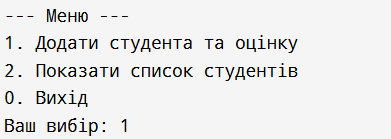 --- Меню ---
1. Додати студента та оцінку
2. Показати список студентів
0. Вихід
Ваш вибір: 1